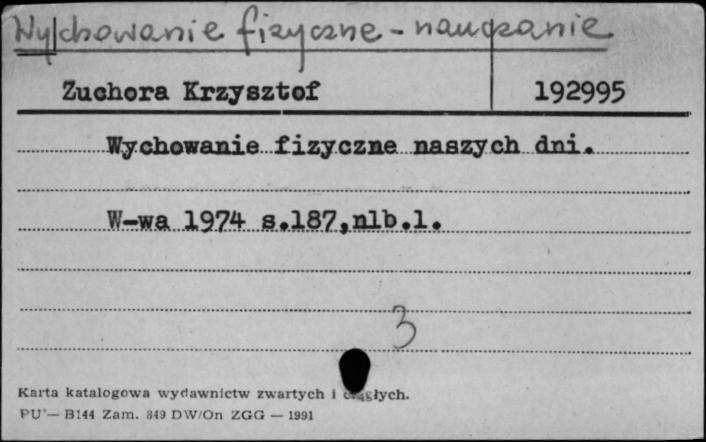 Wychowanie fizyczne - nauczanie
Zuchora Krzysztof 192995
Wychowanie fizyczne naszych dni.
W-wa 1974 s.187,nlb.1.
3
Karta katalogowa wydawnictw zwartych i ciągłych.
PU — B144 Zam. 849 DW/On ZGG — 1991